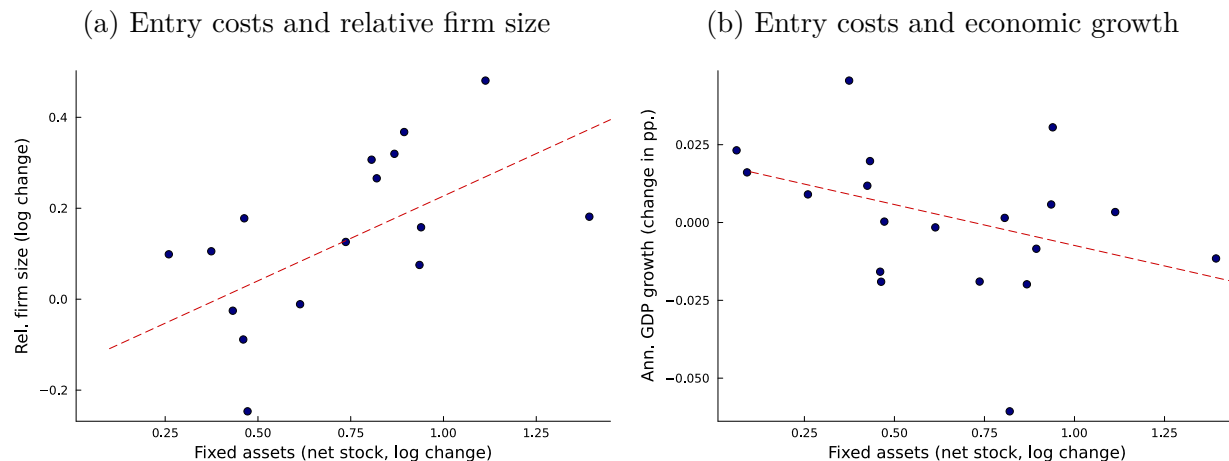 (a) Entry costs and relative firm size
Rel. firm size (log change)
0.4
0.2
0.0
−0.2
0.25 0.50 0.75 1.00 1.25
Fixed assets (net stock, log change)
(b) Entry costs and economic growth
Ann. GDP growth (change in pp.)
0.025
0.000
−0.025
−0.050
0.25 0.50 0.75 1.00 1.25
Fixed assets (net stock, log change)